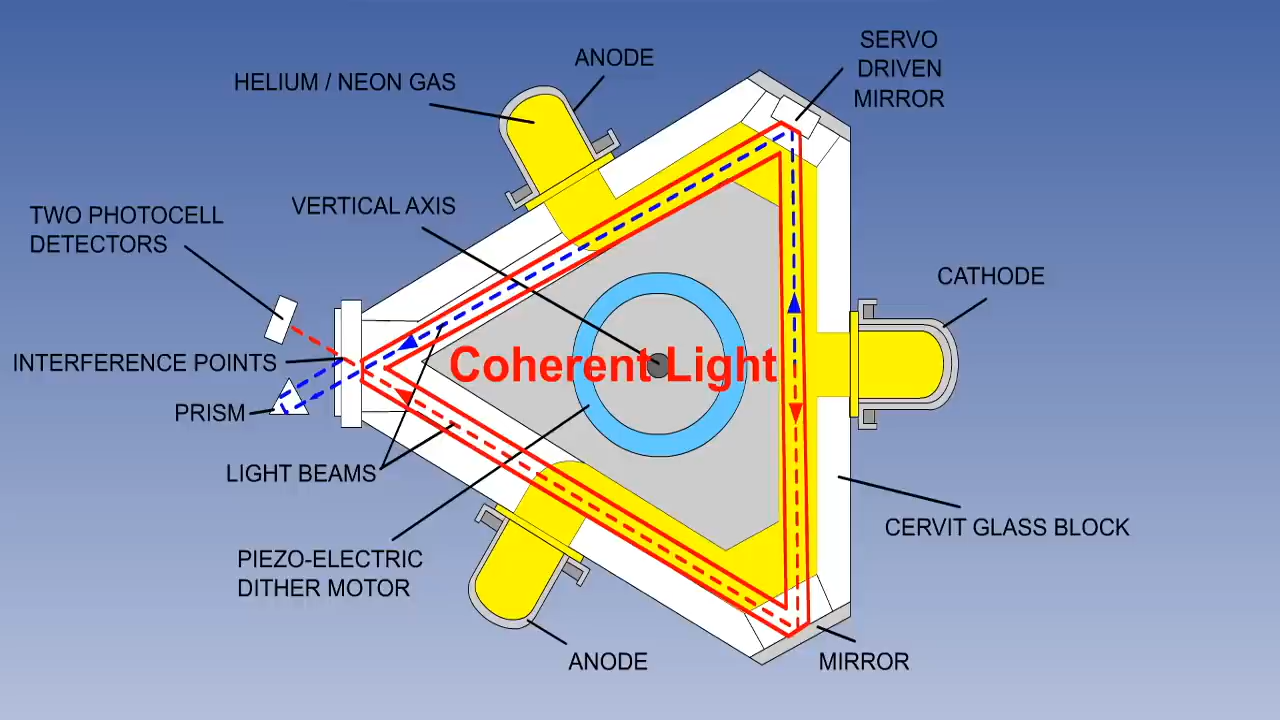 SERVO
DRIVEN
MIRROR
ANODE
HELIUM / NEON GAS
VERTICAL AXIS
TWO PHOTOCELL
DETECTORS
CATHODE
INTERFERENCE POINTS
Coherent Light
PRISM
LIGHT BEAMS
CERVIT GLASS BLOCK
PIEZO-ELECTRIC
DITHER MOTOR
ANODE
MIRROR